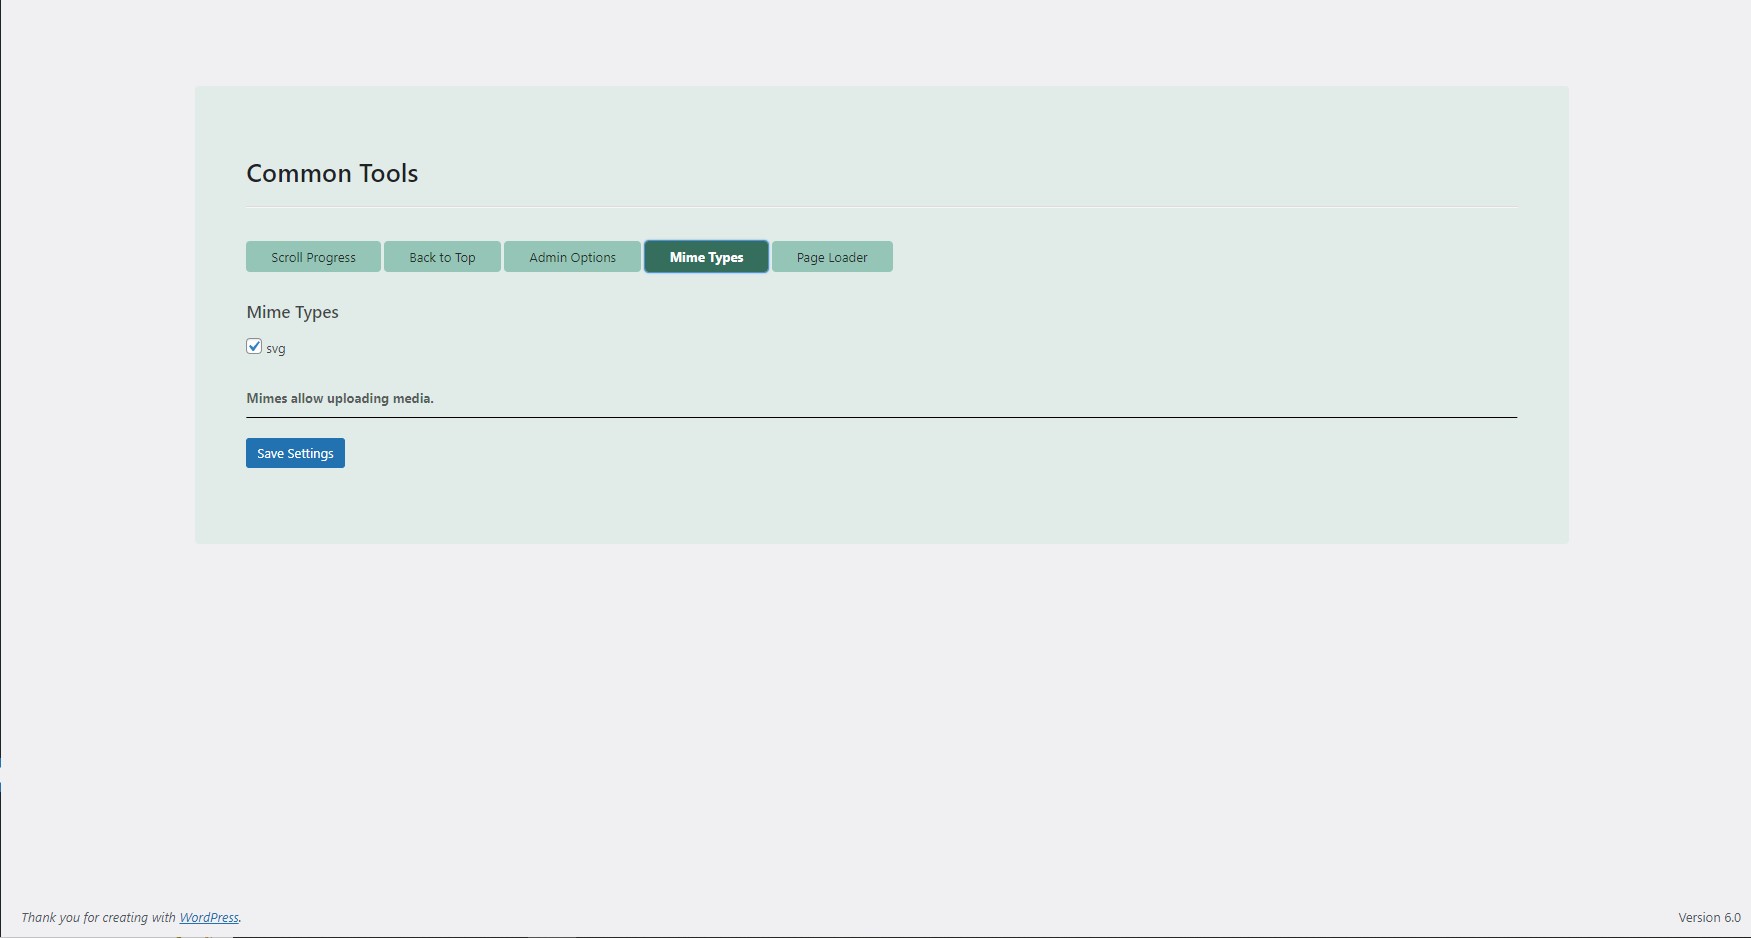 Common Tools
Scroll Progress Back to Top Admin Options Mime Types Page Loader
Mime Types
svg
Mimes allow uploading media.
Save Settings
Thank you for creating with WordPress. Version 6.0